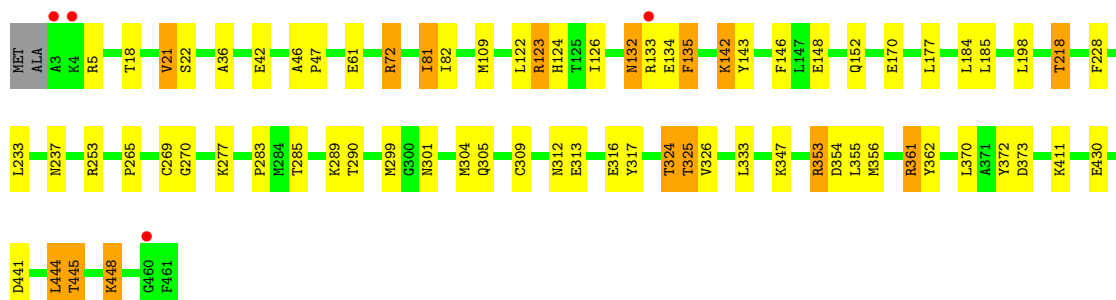 MET ALA A3 K4 R5 T18 V21 S22 A36 E42 A46 P47 E61 R72 I81 I82 M109 L122 R123 H124 T125 I126 N132 R133 E134 F135 K142 Y143 F146 L147 E148 Q152 E170 L177 L184 L185 L198 T218 F228
L233 N237 R253 P265 C269 G270 K277 P283 M284 T285 K289 T290 M299 G300 N301 M304 Q305 C309 N312 E313 E316 Y317 T324 T325 V326 L333 K347 R353 D354 L355 M356 R361 Y362 L370 A371 Y372 D373 K411 E430
D441 L444 T445 K448 G460 F461